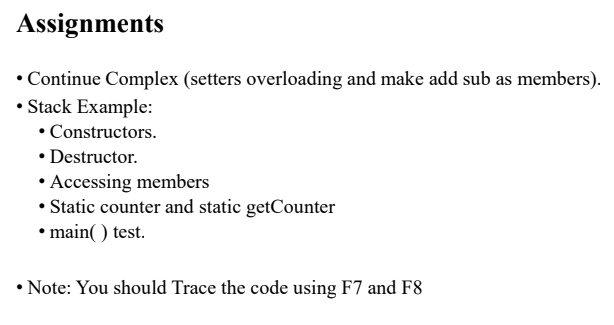 Assignments
• Continue Complex (setters overloading and make add sub as members).
• Stack Example:
• Constructors.
• Destructor.
• Accessing members
• Static counter and static getCounter
• main( ) test.
• Note: You should Trace the code using F7 and F8